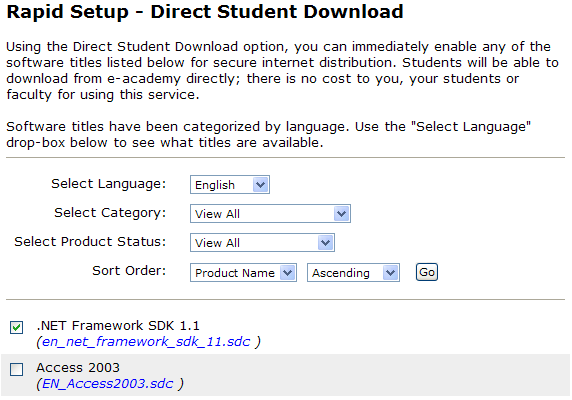 Rapid Setup - Direct Student Download
Using the Direct Student Download option, you can immediately enable any of the
software titles listed below for secure internet distribution. Students will be able to
download from e-academy directly; there is no cost to you, your students or
faculty for using this service.
Software titles have been categorized by language. Use the "Select Language"
drop-box below to see what titles are available.
Select Language: English
Select Category: View All
Select Product Status: View All
Sort Order: Product Name Ascending Go
.NET Framework SDK 1.1
(en_net_framework_sdk_11.sdc )
Access 2003
(EN_Access2003.sdc )